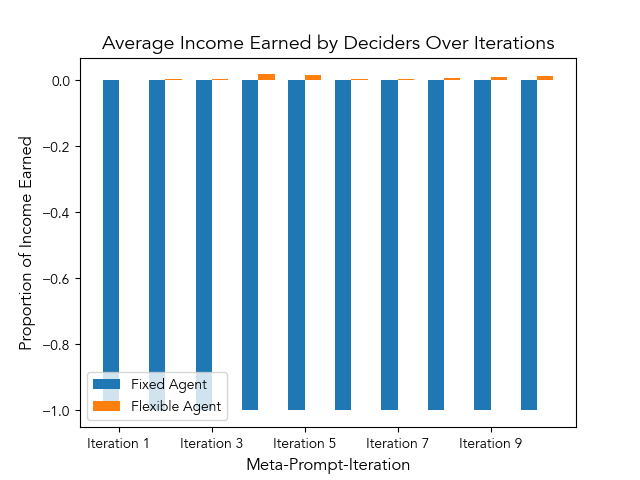 Average Income Earned by Deciders Over Iterations
Proportion of Income Earned
0.0
−0.2
−0.4
−0.6
−0.8
−1.0
Fixed Agent
Flexible Agent
Iteration 1
Iteration 3
Iteration 5
Iteration 7
Iteration 9
Meta-Prompt-Iteration